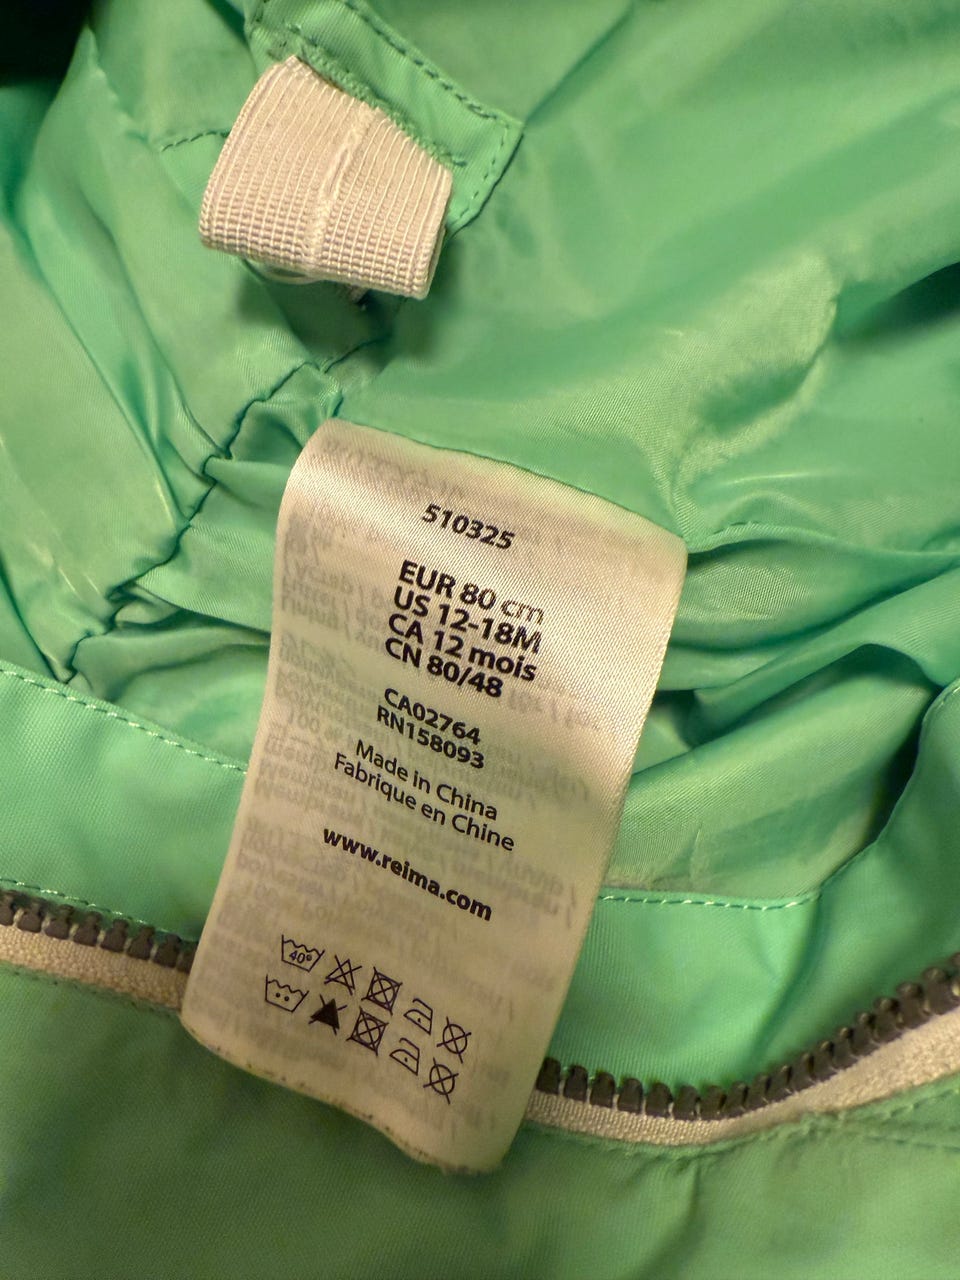 510325
EUR 80 cm
US 12-18M
CA 12 mois
CN 80/48
CA02764
RN158093
Made in China
Fabrique en Chine
www.reima.com
40°